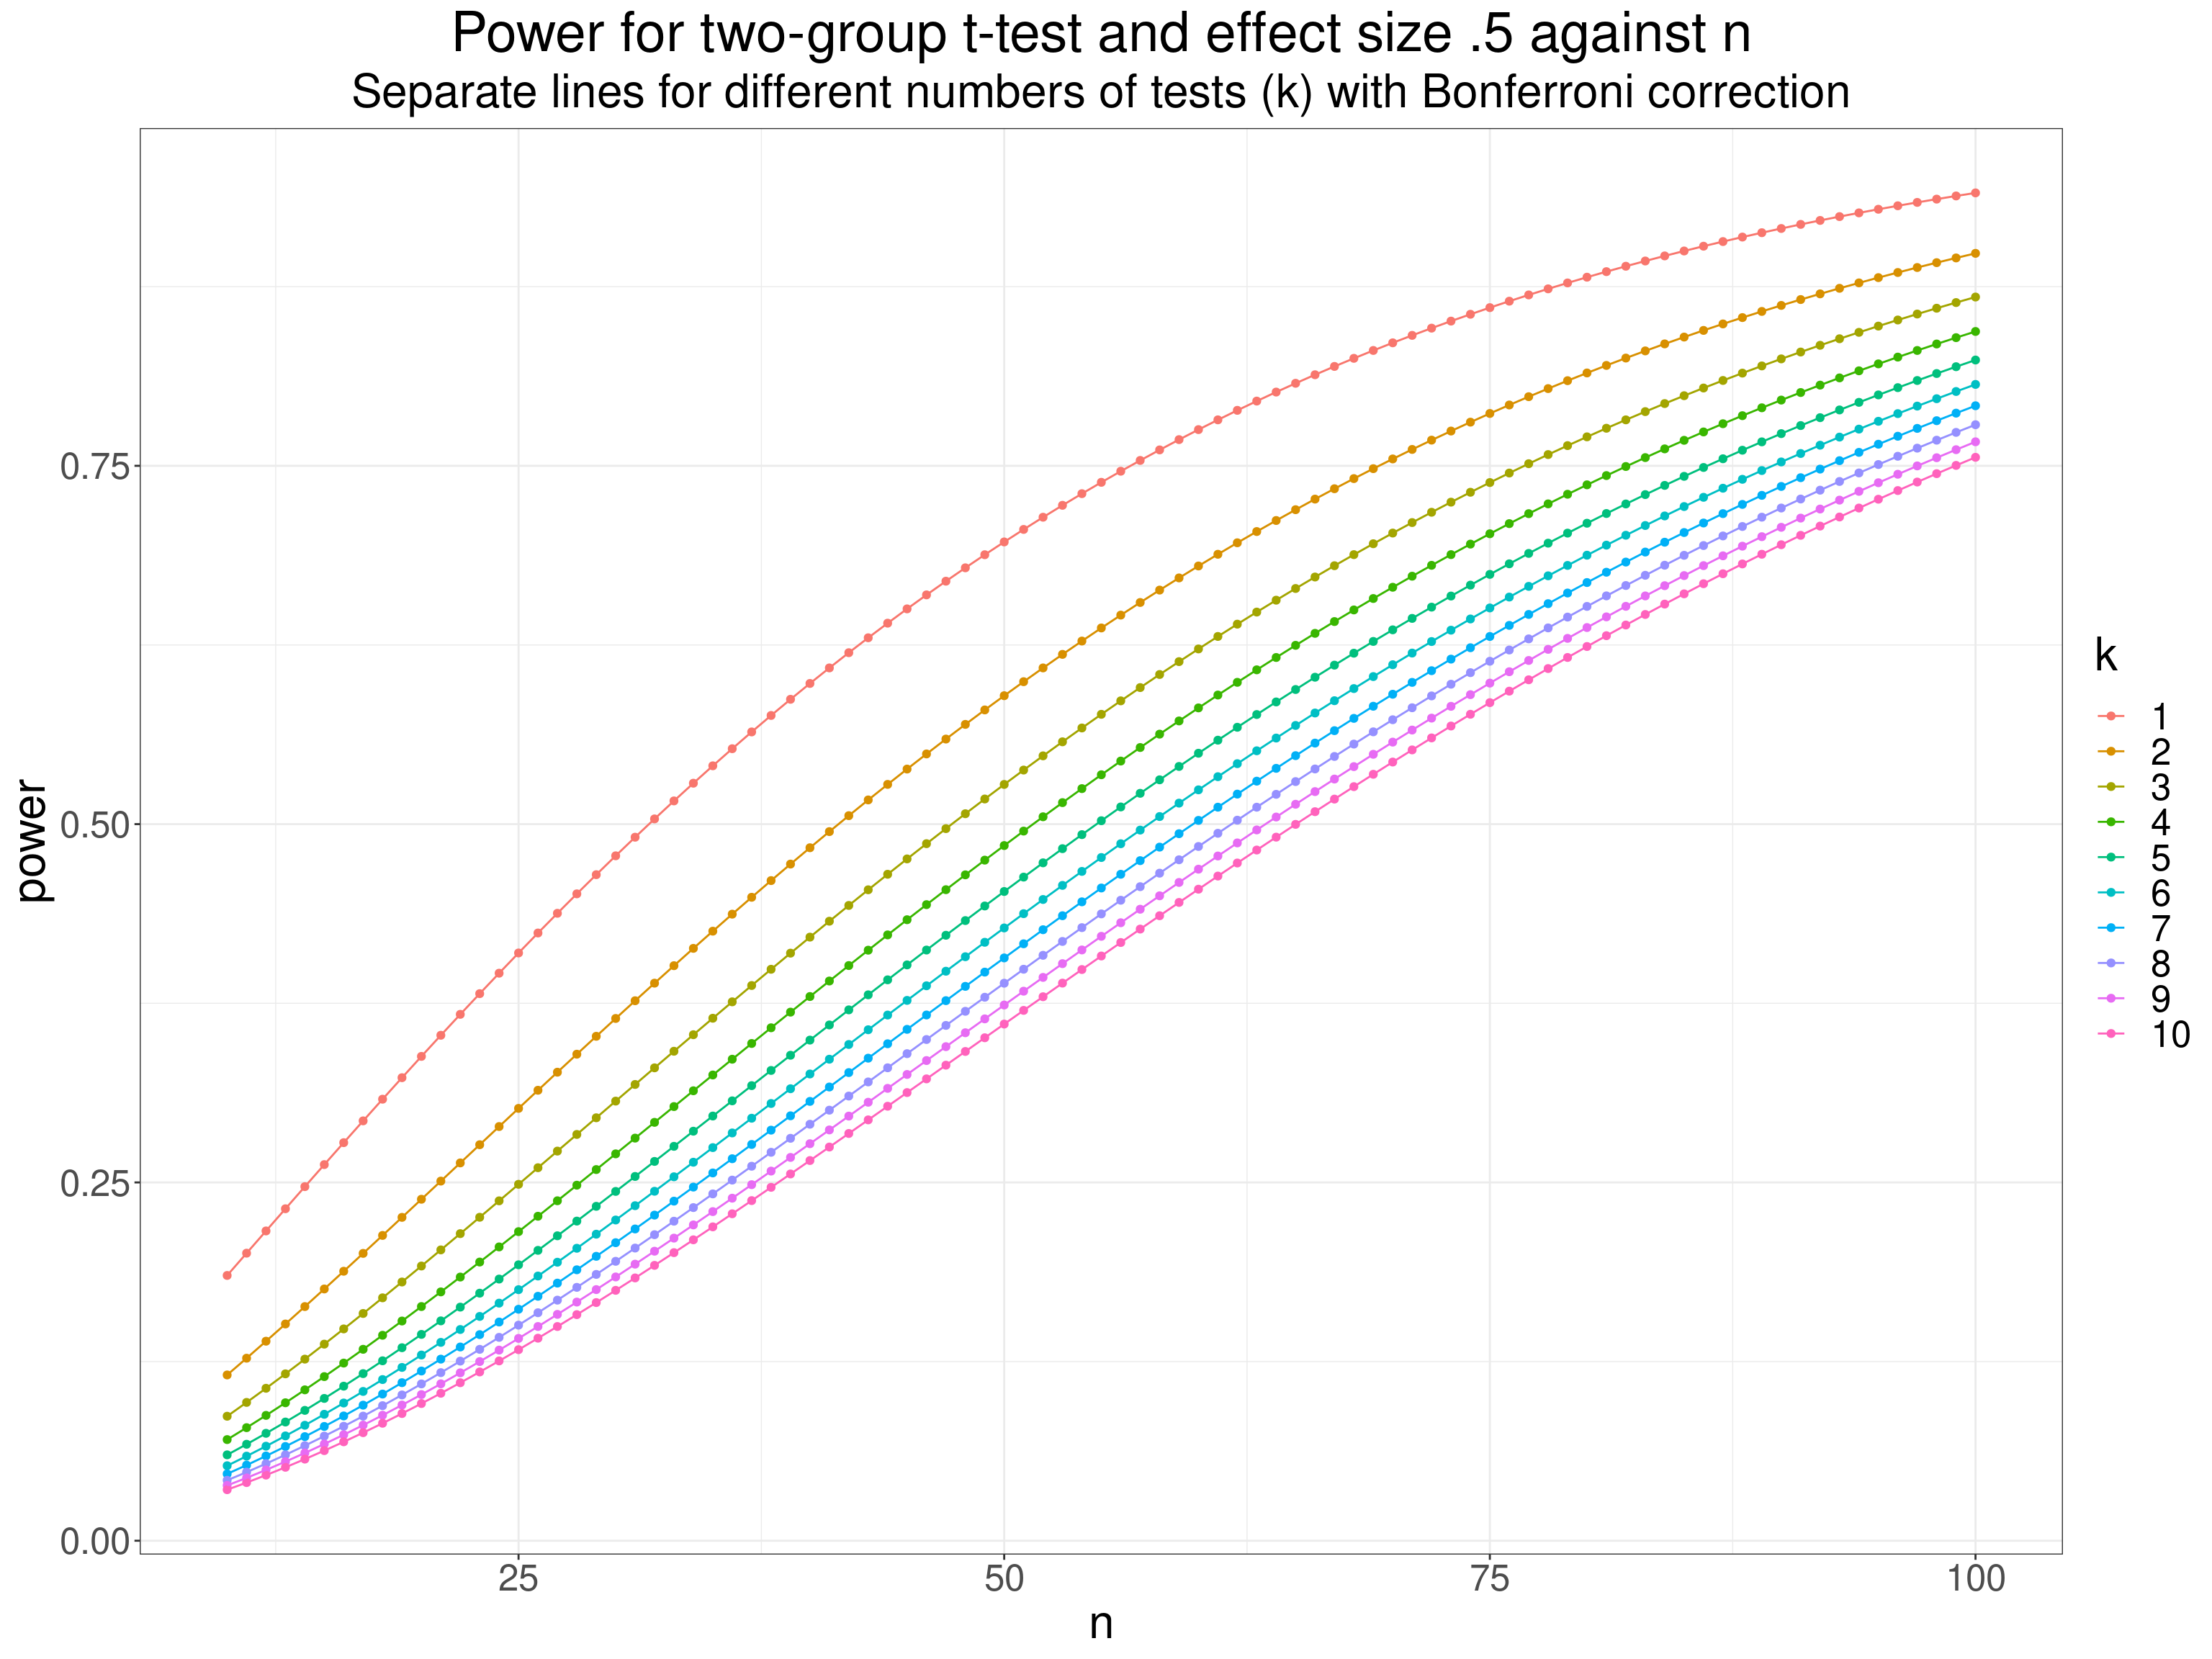 Power for two-group t-test and effect size .5 against n
Separate lines for different numbers of tests (k) with Bonferroni correction
power
0.75
0.50
0.25
0.00
25 50 75 100
n
k
1
2
3
4
5
6
7
8
9
10